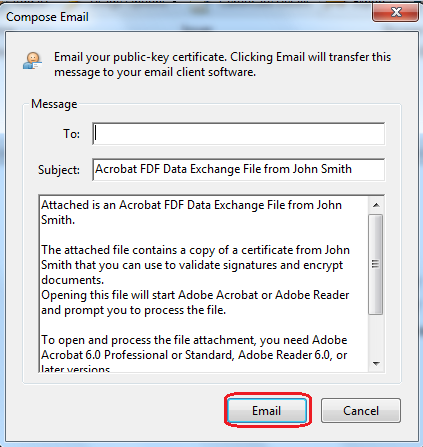 Compose Email
Email your public-key certificate. Clicking Email will transfer this
message to your email client software.
Message
To:
Subject: Acrobat FDF Data Exchange File from John Smith
Attached is an Acrobat FDF Data Exchange File from John
Smith.
The attached file contains a copy of a certificate from John
Smith that you can use to validate signatures and encrypt
documents.
Opening this file will start Adobe Acrobat or Adobe Reader
and prompt you to process the file.
To open and process the file attachment, you need Adobe
Acrobat 6.0 Professional or Standard, Adobe Reader 6.0, or
later versions
Email Cancel